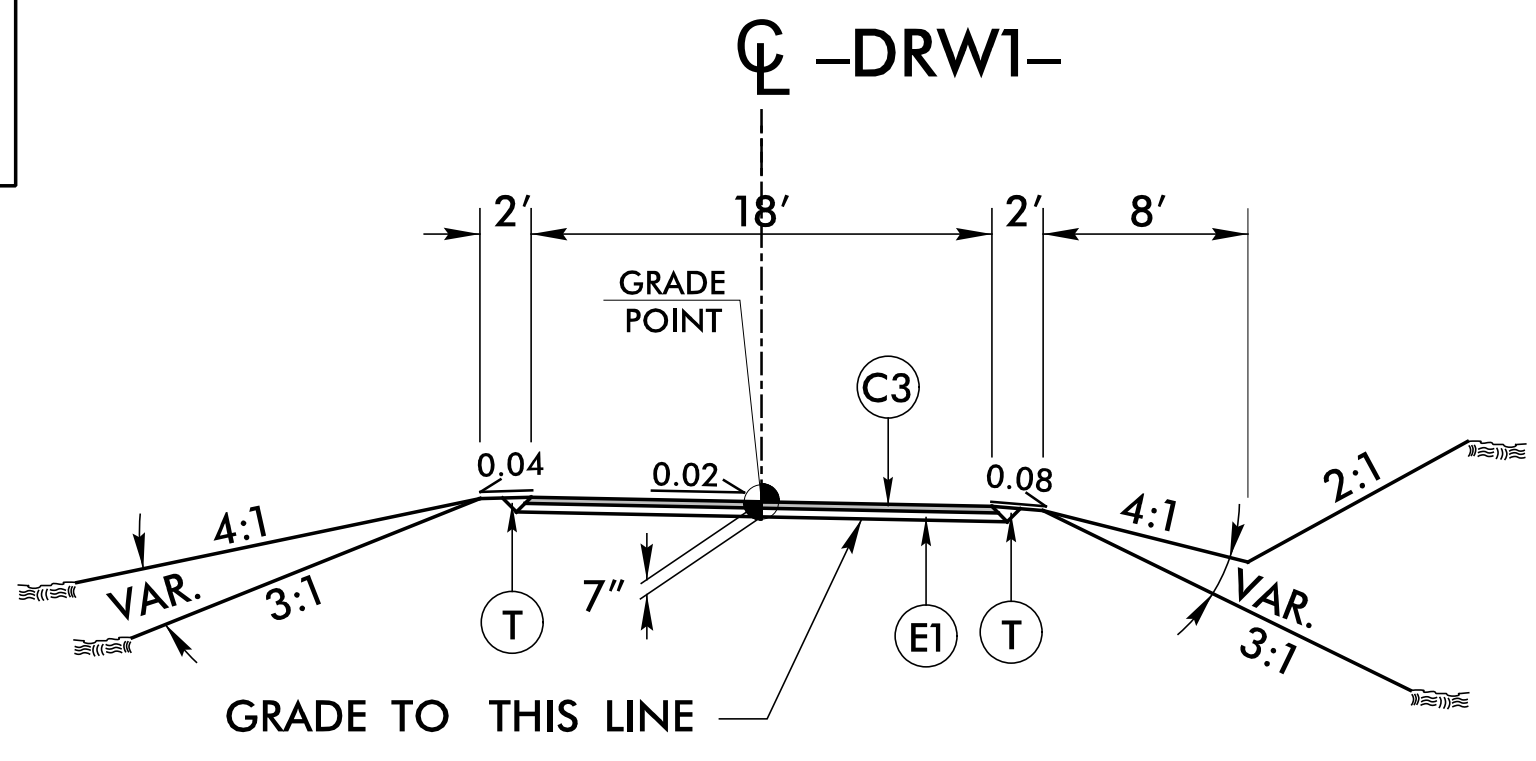 ℄ –DRW1–
2' 18' 2' 8'
GRADE
POINT
C3
0.04 0.02 0.08
4:1 4:1 2:1
VAR. 3:1 7" VAR.
T E1 T 3:1
GRADE TO THIS LINE